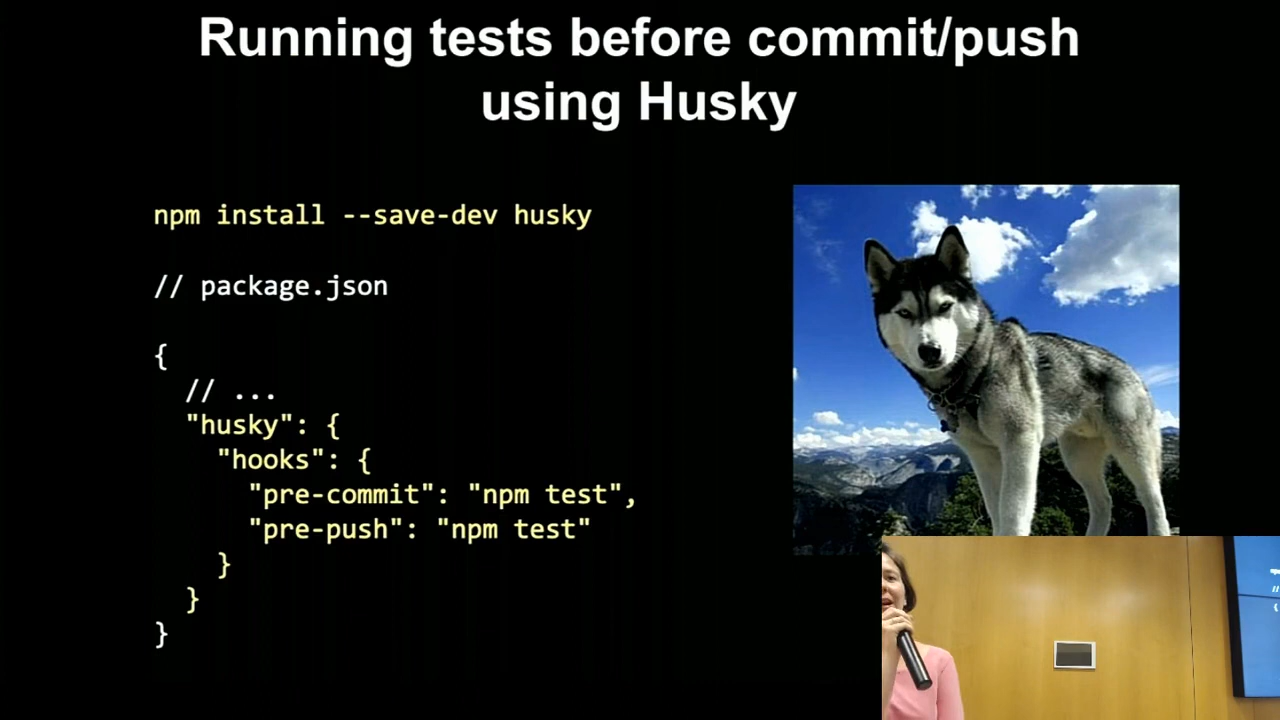 Running tests before commit/push
using Husky
npm install --save-dev husky
// package.json
{
// ...
"husky": {
"hooks": {
"pre-commit": "npm test",
"pre-push": "npm test"
}
}
}
//
{